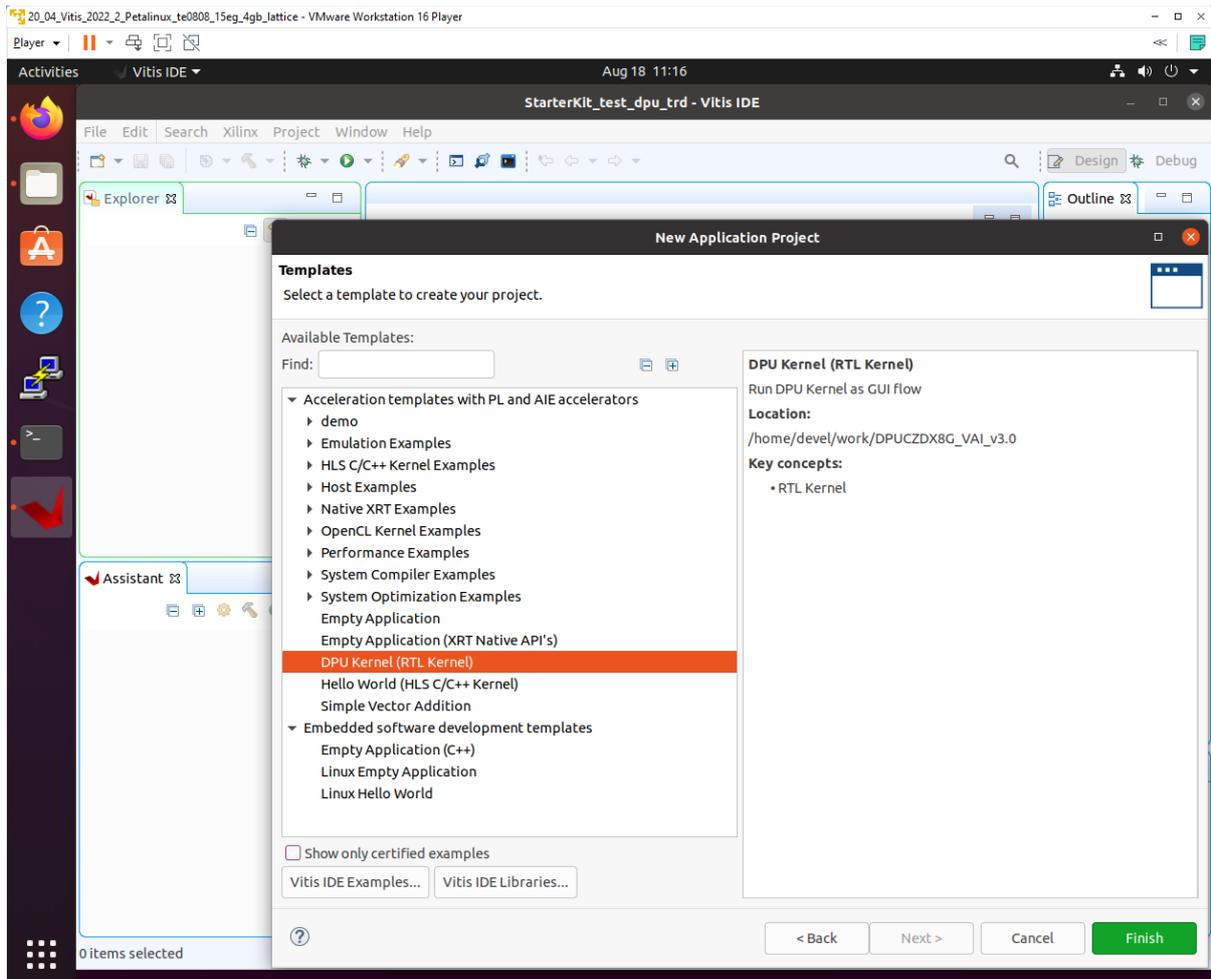 20_04_Vitis_2022_2_Petalinux_te0808_15eg_4gb_lattice - VMware Workstation 16 Player
Player
Activities
Vitis IDE
Aug 18 11:16
StarterKit_test_dpu_trd - Vitis IDE
File Edit Search Xilinx Project Window Help
Design
Debug
Explorer
Outline
New Application Project
Templates
Select a template to create your project.
Available Templates:
Find:
Acceleration templates with PL and AIE accelerators
demo
Emulation Examples
HLS C/C++ Kernel Examples
Host Examples
Native XRT Examples
OpenCL Kernel Examples
Performance Examples
System Compiler Examples
System Optimization Examples
Empty Application
Empty Application (XRT Native API's)
DPU Kernel (RTL Kernel)
Hello World (HLS C/C++ Kernel)
Simple Vector Addition
Embedded software development templates
Empty Application (C++)
Linux Empty Application
Linux Hello World
DPU Kernel (RTL Kernel)
Run DPU Kernel as GUI flow
Location:
/home/devel/work/DPUCZDX8G_VAI_v3.0
Key concepts:
• RTL Kernel
Assistant
Show only certified examples
Vitis IDE Examples...
Vitis IDE Libraries...
< Back
Next >
Cancel
Finish
0 items selected